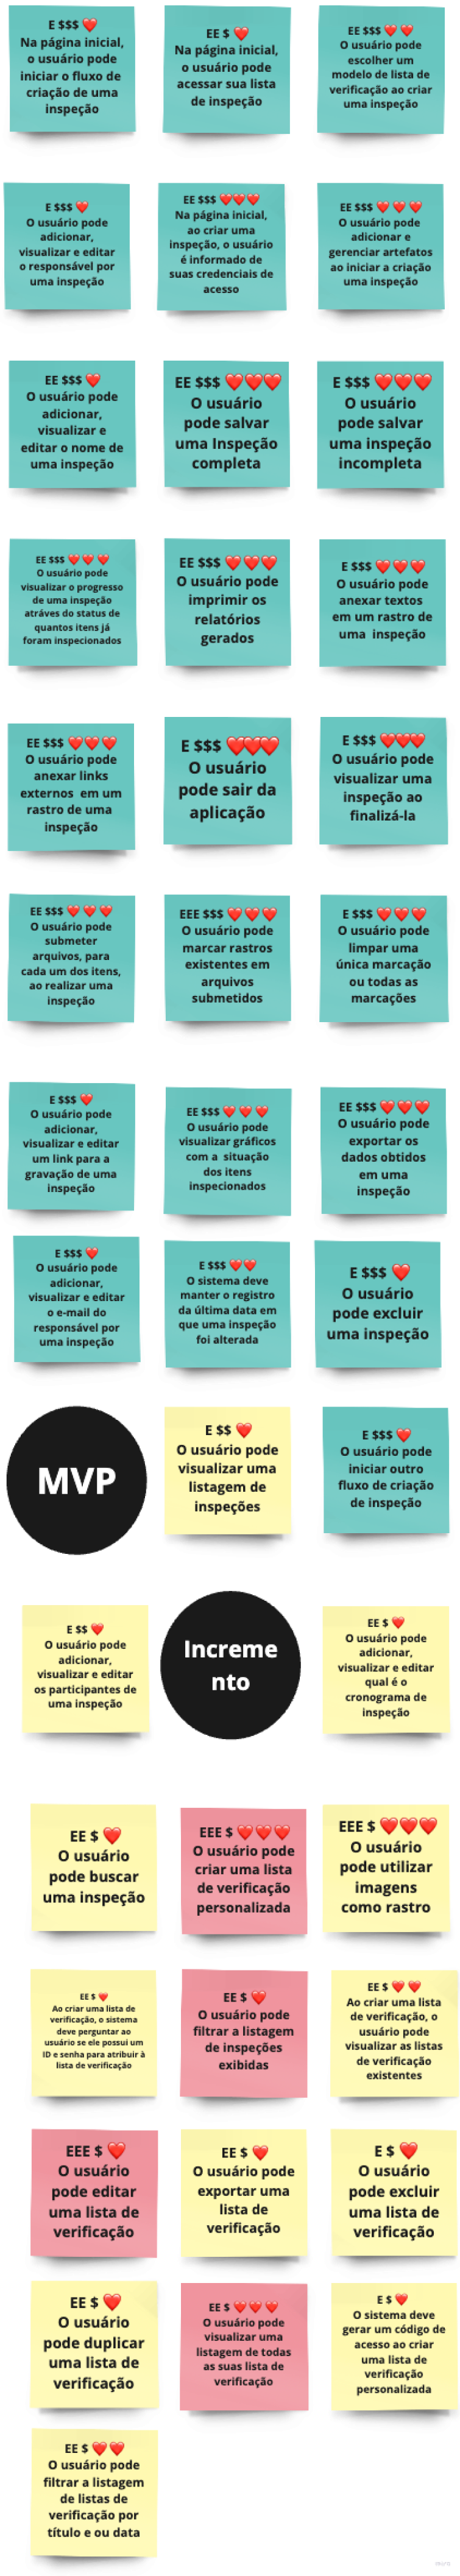 E $$$ ❤️
Na página inicial,
o usuário pode
iniciar o fluxo de
criação de uma
inspeção
EE $ ❤️
Na página inicial,
o usuário pode
acessar sua lista
de inspeção
EE $$$ ❤️ ❤️
O usuário pode
escolher um
modelo de lista de
verificação ao criar
uma inspeção
E $$$ ❤️
O usuário pode
adicionar,
visualizar e editar
o responsável por
uma inspeção
EE $$$ ❤️❤️❤️
Na página inicial,
ao criar uma
inspeção, o usuário
é informado de
suas credenciais de
acesso
EE $$$ ❤️ ❤️ ❤️
O usuário pode
adicionar e
gerenciar artefatos
ao iniciar a criação
uma inspeção
EE $$$ ❤️
O usuário pode
adicionar,
visualizar e
editar o nome de
uma inspeção
EE $$$ ❤️❤️❤️
O usuário
pode salvar
uma Inspeção
completa
E $$$ ❤️❤️❤️
O usuário
pode salvar
uma inspeção
incompleta
EE $$$ ❤️ ❤️ ❤️
O usuário pode
visualizar o progresso
de uma inspeção
atráves do status de
quantos itens já
foram inspecionados
EE $$$ ❤️❤️❤️
O usuário pode
imprimir os
relatórios
gerados
E $$$ ❤️ ❤️ ❤️
O usuário pode
anexar textos
em um rastro de
uma inspeção
EE $$$ ❤️❤️❤️
O usuário pode
anexar links
externos em um
rastro de uma
inspeção
E $$$ ❤️❤️❤️
O usuário
pode sair da
aplicação
E $$$ ❤️❤️❤️
O usuário pode
visualizar uma
inspeção ao
finalizá-la
EE $$$ ❤️ ❤️ ❤️
O usuário pode
submeter
arquivos, para
cada um dos itens,
ao realizar uma
inspeção
EEE $$$ ❤️ ❤️ ❤️
O usuário pode
marcar rastros
existentes em
arquivos
submetidos
E $$$ ❤️ ❤️ ❤️
O usuário pode
limpar uma
única marcação
ou todas as
marcações
E $$$ ❤️
O usuário pode
adicionar,
visualizar e editar
um link para a
gravação de uma
inspeção
EE $$$ ❤️ ❤️ ❤️
O usuário pode
visualizar gráficos
com a situação
dos itens
inspecionados
EE $$$ ❤️ ❤️ ❤️
O usuário pode
exportar os
dados obtidos
em uma
inspeção
E $$$ ❤️
O usuário pode
adicionar,
visualizar e editar
o e-mail do
responsável por
uma inspeção
E $$$ ❤️❤️
O sistema deve
manter o registro
da última data em
que uma inspeção
foi alterada
E $$$ ❤️
O usuário
pode excluir
uma inspeção
MVP
E $$ ❤️
O usuário pode
visualizar uma
listagem de
inspeções
E $$$ ❤️
O usuário pode
iniciar outro
fluxo de criação
de inspeção
E $$ ❤️
O usuário pode
adicionar,
visualizar e editar
os participantes de
uma inspeção
Increme
nto
EE $ ❤️
O usuário pode
adicionar,
visualizar e editar
qual é o
cronograma de
inspeção
EE $ ❤️
O usuário
pode buscar
uma inspeção
EEE $ ❤️ ❤️ ❤️
O usuário pode
criar uma lista
de verificação
personalizada
EEE $ ❤️❤️❤️
O usuário
pode utilizar
imagens
como rastro
EE $ ❤️
Ao criar uma lista de
verificação, o sistema
deve perguntar ao
usuário se ele possui um
ID e senha para atribuir à
lista de verificação
EE $ ❤️
O usuário pode
filtrar a listagem
de inspeções
exibidas
EE $ ❤️ ❤️
Ao criar uma lista
de verificação, o
usuário pode
visualizar as listas
de verificação
existentes
EEE $ ❤️
O usuário
pode editar
uma lista de
verificação
EE $ ❤️
O usuário pode
exportar uma
lista de
verificação
E $ ❤️
O usuário
pode excluir
uma lista de
verificação
EE $ ❤️
O usuário
pode duplicar
uma lista de
verificação
EE $ ❤️ ❤️ ❤️
O usuário pode
visualizar uma
listagem de todas
as suas lista de
verificação
E $ ❤️
O sistema deve
gerar um código de
acesso ao criar
uma lista de
verificação
personalizada
EE $ ❤️❤️
O usuário pode
filtrar a listagem
de listas de
verificação por
título e ou data
miro